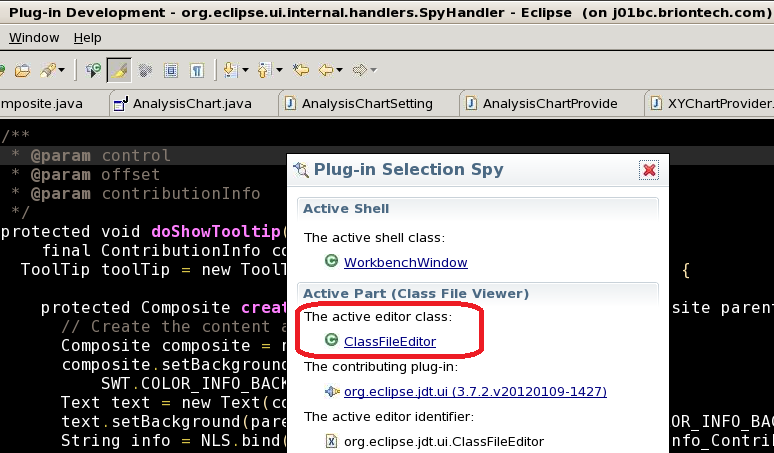 Plug-in Development - org.eclipse.ui.internal.handlers.SpyHandler - Eclipse (on j01bc.briontech.com)
Window Help
mposite.java AnalysisChart.java AnalysisChartSetting AnalysisChartProvide XYChartProvider.
/**
* @param control
* @param offset
* @param contributionInfo
*/
protected void doShowTooltip(
final ContributionInfo co
ToolTip toolTip = new ToolT {
protected Composite crea site parent
// Create the content a
Composite composite = n
composite.setBackground
SWT.COLOR_INFO_BACK
Text text = new Text(co
text.setBackground(pare OR_INFO_BACK
String info = NLS.bind( nfo_Contrib
Plug-in Selection Spy
Active Shell
The active shell class:
WorkbenchWindow
Active Part (Class File Viewer)
The active editor class:
ClassFileEditor
The contributing plug-in:
org.eclipse.jdt.ui (3.7.2.v20120109-1427)
The active editor identifier:
org.eclipse.jdt.ui.ClassFileEditor